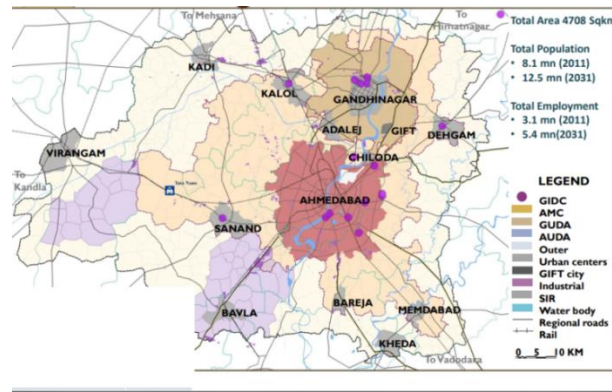 To Mehsana
To
Himatnagar
Total Area 4708 Sqkm
Total Population
• 8.1 mn (2011)
• 12.5 mn (2031)
Total Employment
• 3.1 mn (2011)
• 5.4 mn(2031)
KADI
KALOL
GANDHINAGAR
ADALEJ
GIFT
DEHGAM
VIRANGAM
CHILODA
To
Kandla
AHMEDABAD
SANAND
BAVLA
BAREJA
MEMDABAD
KHEDA
To Vadodara
LEGEND
GIDC
AMC
GUDA
AUDA
Outer
Urban centers
GIFT city
Industrial
SIR
Water body
Regional roads
Rail
0 5 10 KM